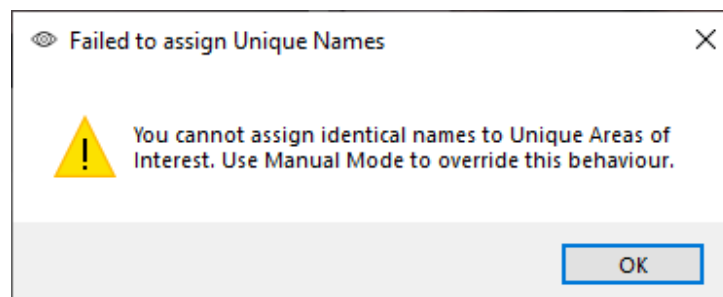 Failed to assign Unique Names
You cannot assign identical names to Unique Areas of
Interest. Use Manual Mode to override this behaviour.
OK